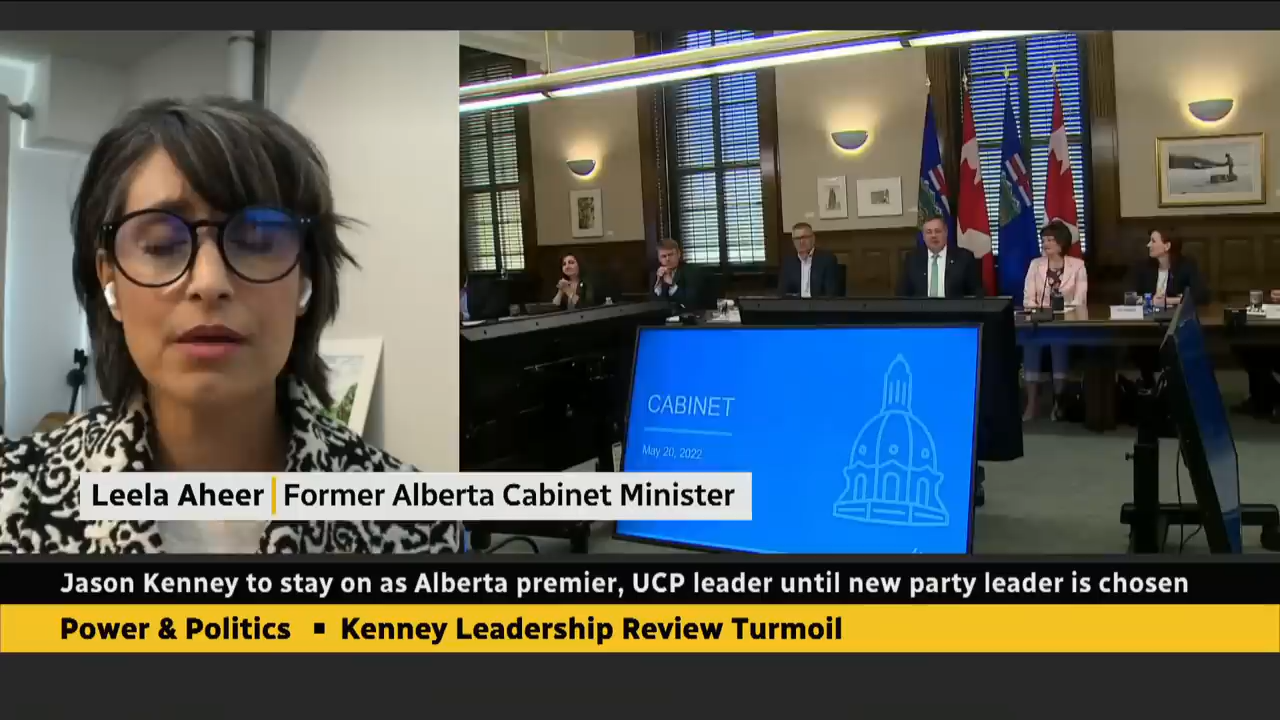 CABINET
May 20, 2022
Leela Aheer Former Alberta Cabinet Minister
Jason Kenney to stay on as Alberta premier, UCP leader until new party leader is chosen
Power & Politics ▪ Kenney Leadership Review Turmoil